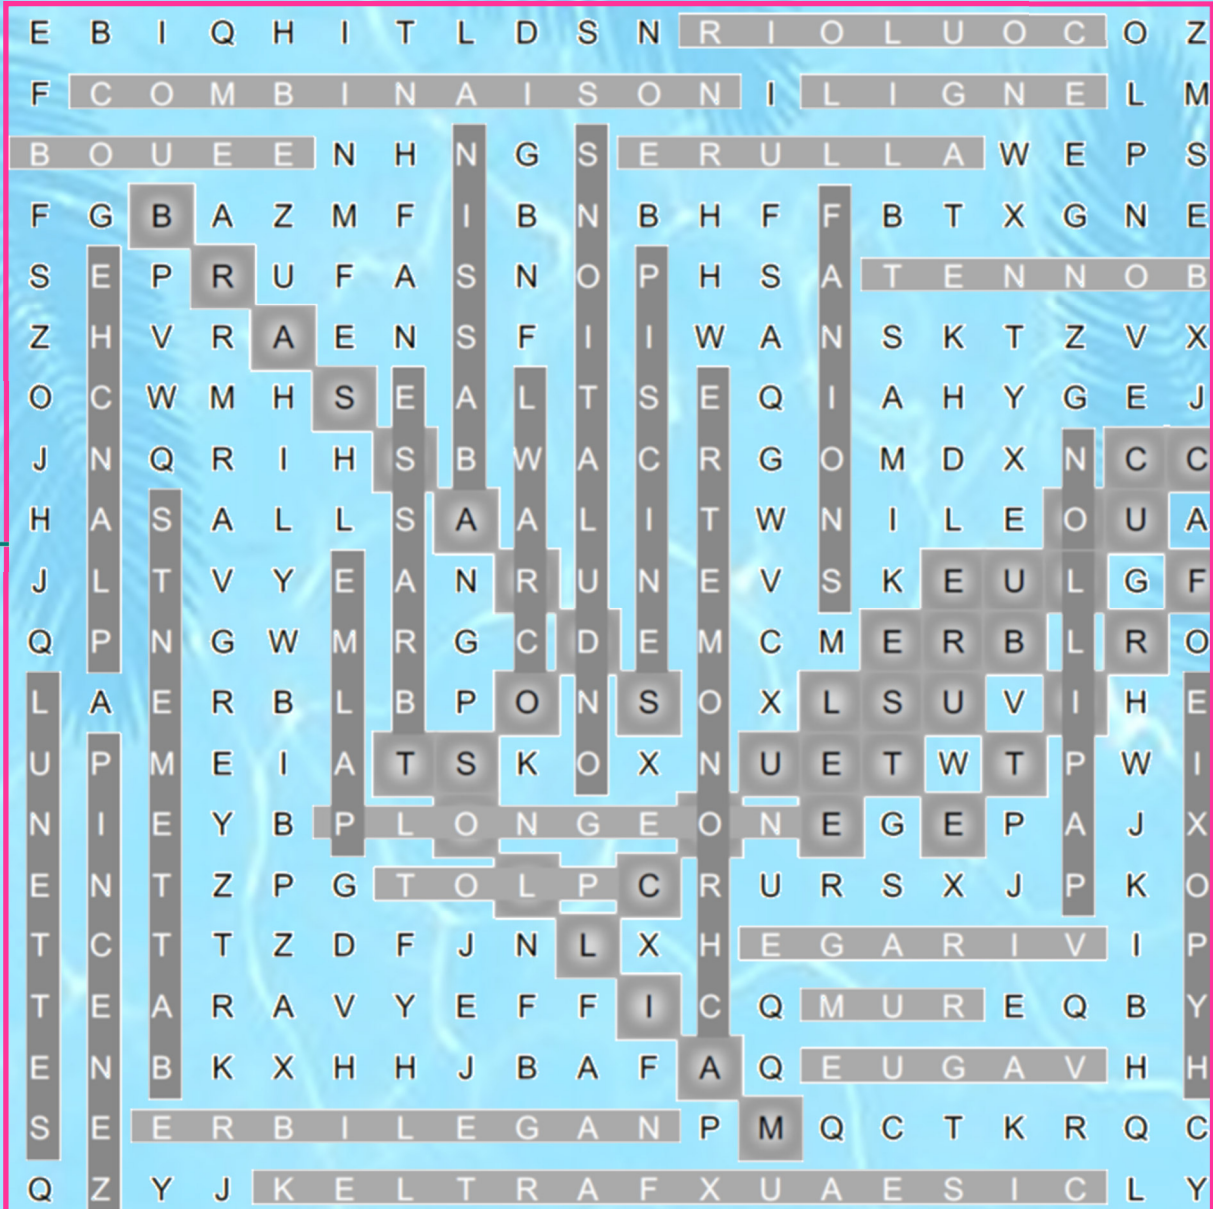 E B I Q H I T L D S N R I O L U O C O Z
F C O M B I N A I S O N I L I G N E L M
B O U E E N H N G S E R U L L A W E P S
F G B A Z M F I B N B H F F B T X G N E
S E P R U F A S N O P H S A T E N N O B
Z H V R A E N S F I I W A N S K T Z V X
O C W M H S E A L T S E Q I A H Y G E J
J N Q R I H S B W A C R G O M D X N C C
H A S A L L S A A L I T W N I L E O U A
J L T V Y E A N R U N E V S K E U L G F
Q P N G W M R G C D E M C M E R B L R O
L A E R B L B P O N S O X L S U V I H E
U P M E I A T S K O X N U E T W T P W I
N I E Y B P L O N G E O N E G E P A J X
E N T Z P G T O L P C R U R S X J P K O
T C T T Z D F J N L X H E G A R I V I P
T E A R A V Y E F F I C Q M U R E Q B Y
E N B K X H H J B A F A Q E U G A V H H
S E E R B I L E G A N P M Q C T K R Q C
Q Z Y J K E L T R A F X U A E S I C L Y